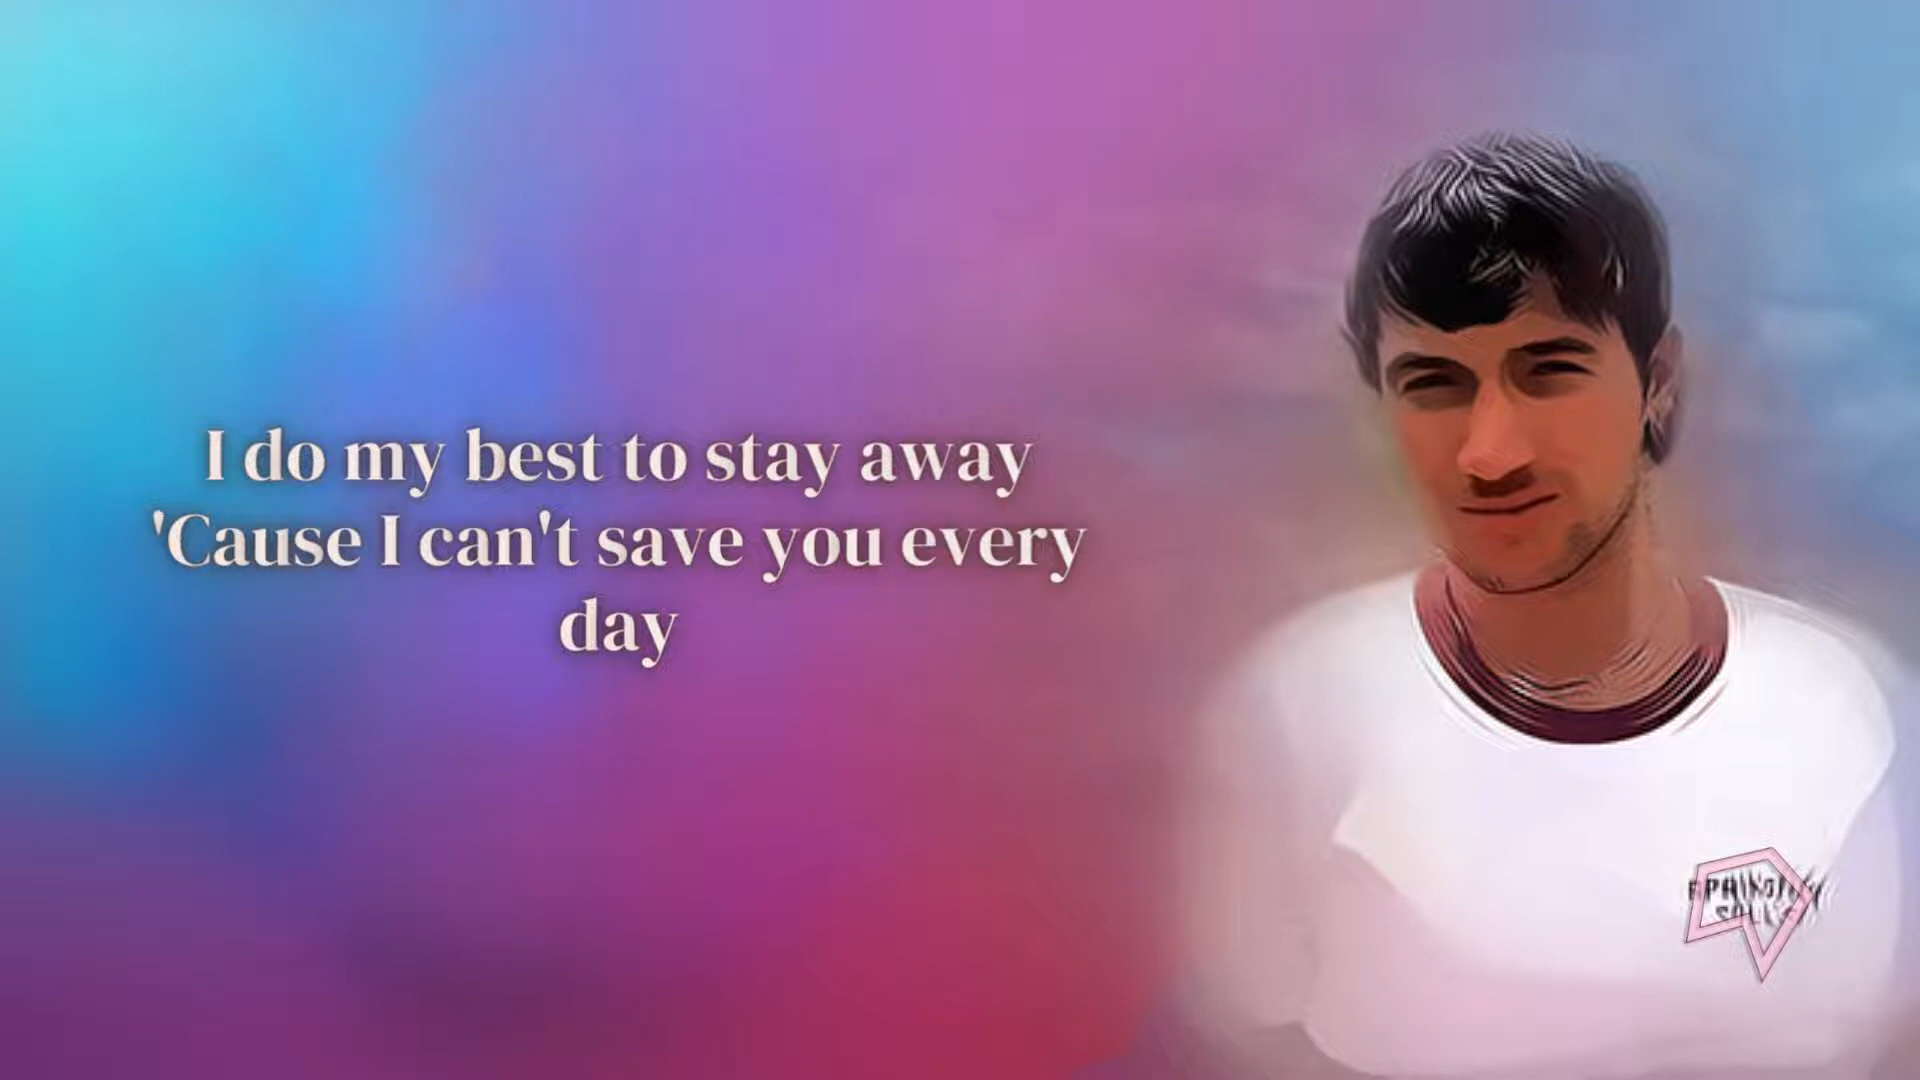 I do my best to stay away
'Cause I can't save you every
day